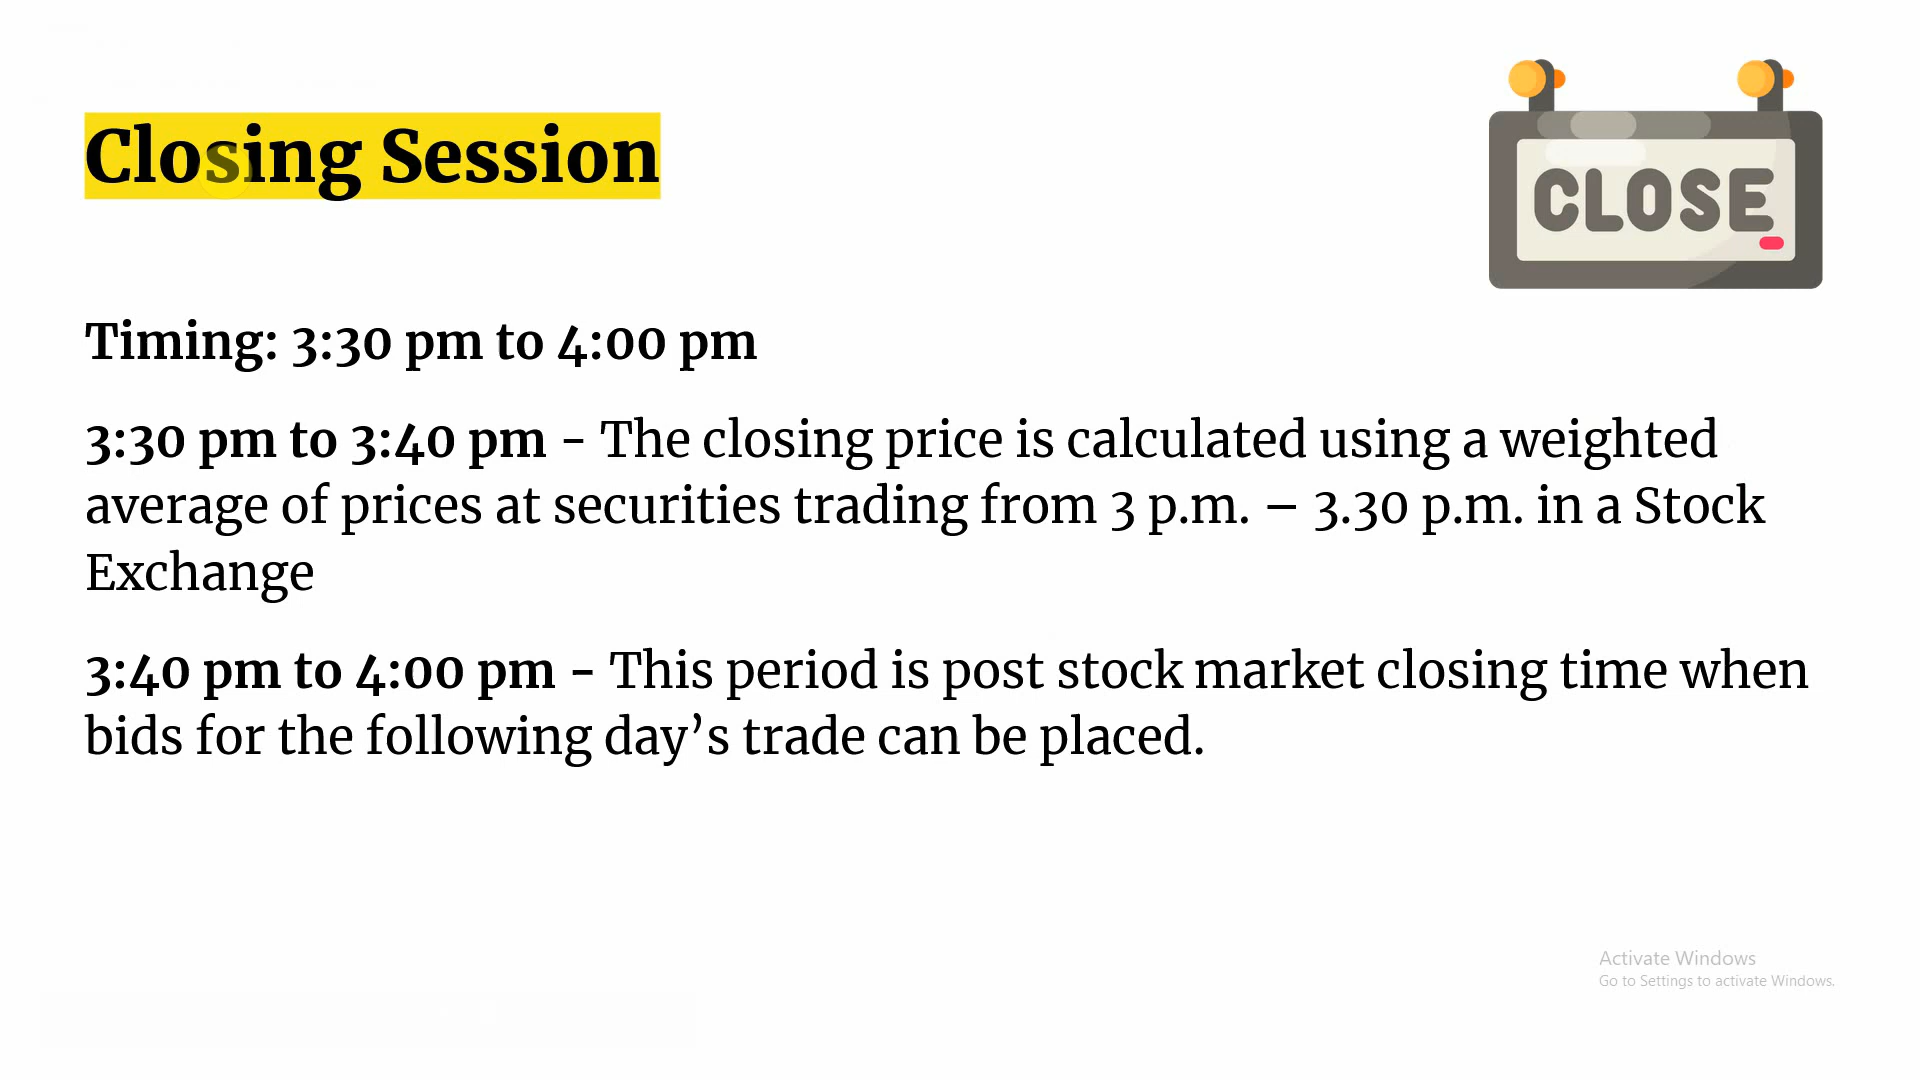 Closing Session
CLOSE
Timing: 3:30 pm to 4:00 pm
3:30 pm to 3:40 pm - The closing price is calculated using a weighted
average of prices at securities trading from 3 p.m. – 3.30 p.m. in a Stock
Exchange
3:40 pm to 4:00 pm - This period is post stock market closing time when
bids for the following day’s trade can be placed.
Activate Windows
Go to Settings to activate Windows.